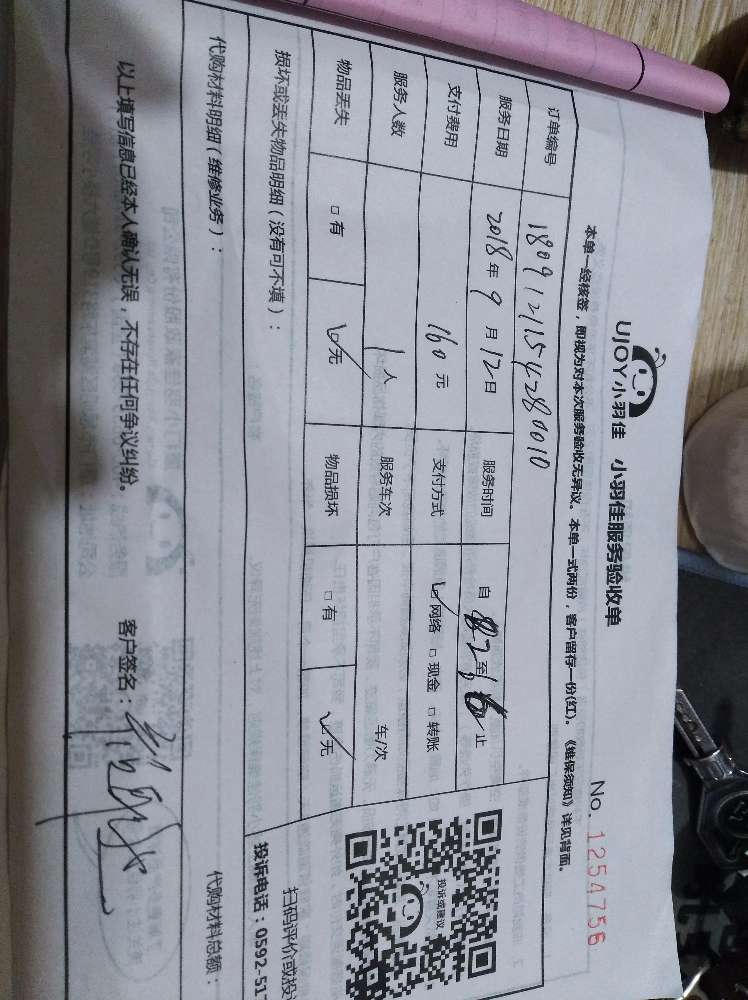 UJOY小羽佳 小羽佳服务验收单
No. 1254756
本单一经核签，即视为对本次服务验收无异议。本单一式两份，客户留存一份(红)。《维保须知》详见背面。
订单编号 1809121154280010
服务日期 2018年9月12日 服务时间 自 至 止
支付费用 160元 支付方式 ☑网络 □现金 □转账
服务人数 1人 服务车次 车/次
物品丢失 □有 ☑无 物品损坏 □有 ☑无
损坏或丢失物品明细（没有可不填）：
投诉或建议
扫码评价或投
投诉电话：0592-51
代购材料明细（维修业务）：
代购材料总额：
以上填写信息已经本人确认无误，不存在任何争议纠纷。
客户签名：